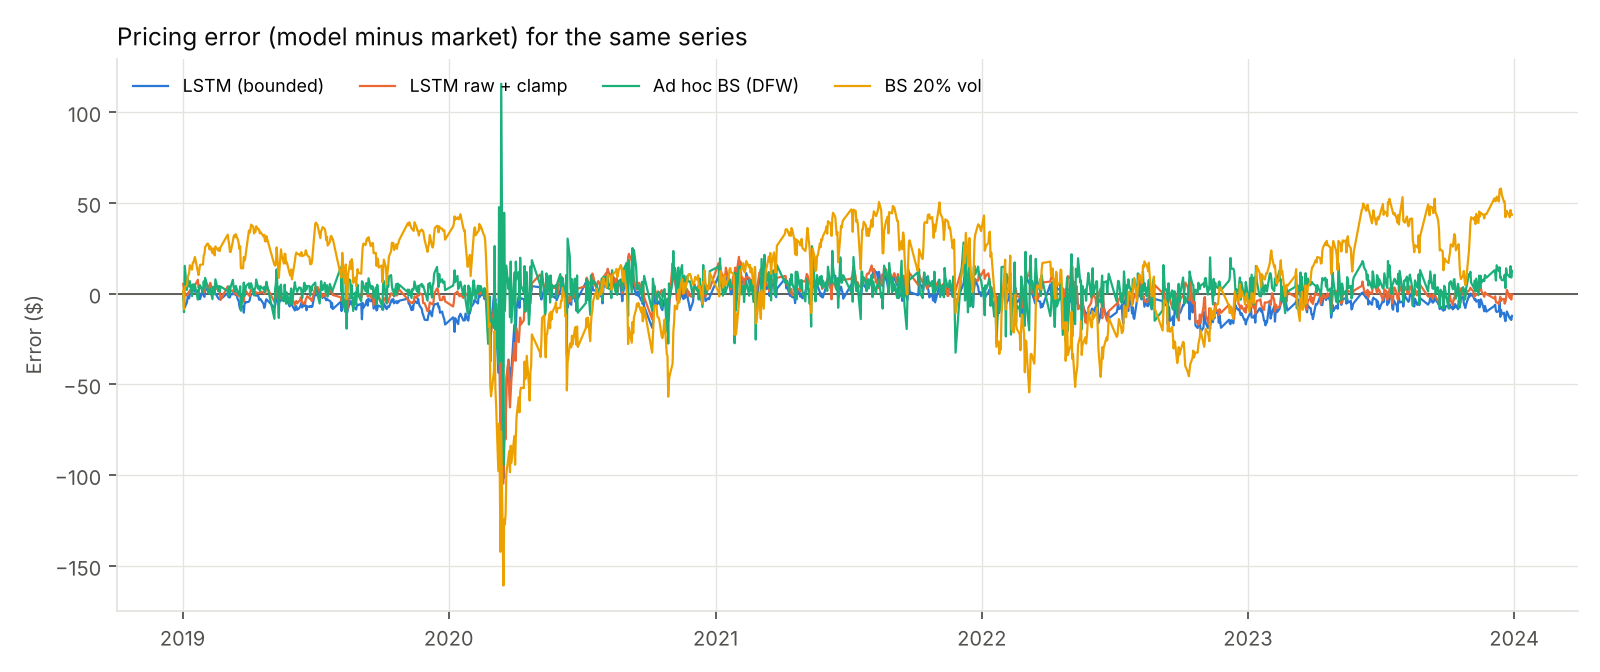 Pricing error (model minus market) for the same series
LSTM (bounded) LSTM raw + clamp Ad hoc BS (DFW) BS 20% vol
Error ($)
100
50
0
−50
−100
−150
2019 2020 2021 2022 2023 2024